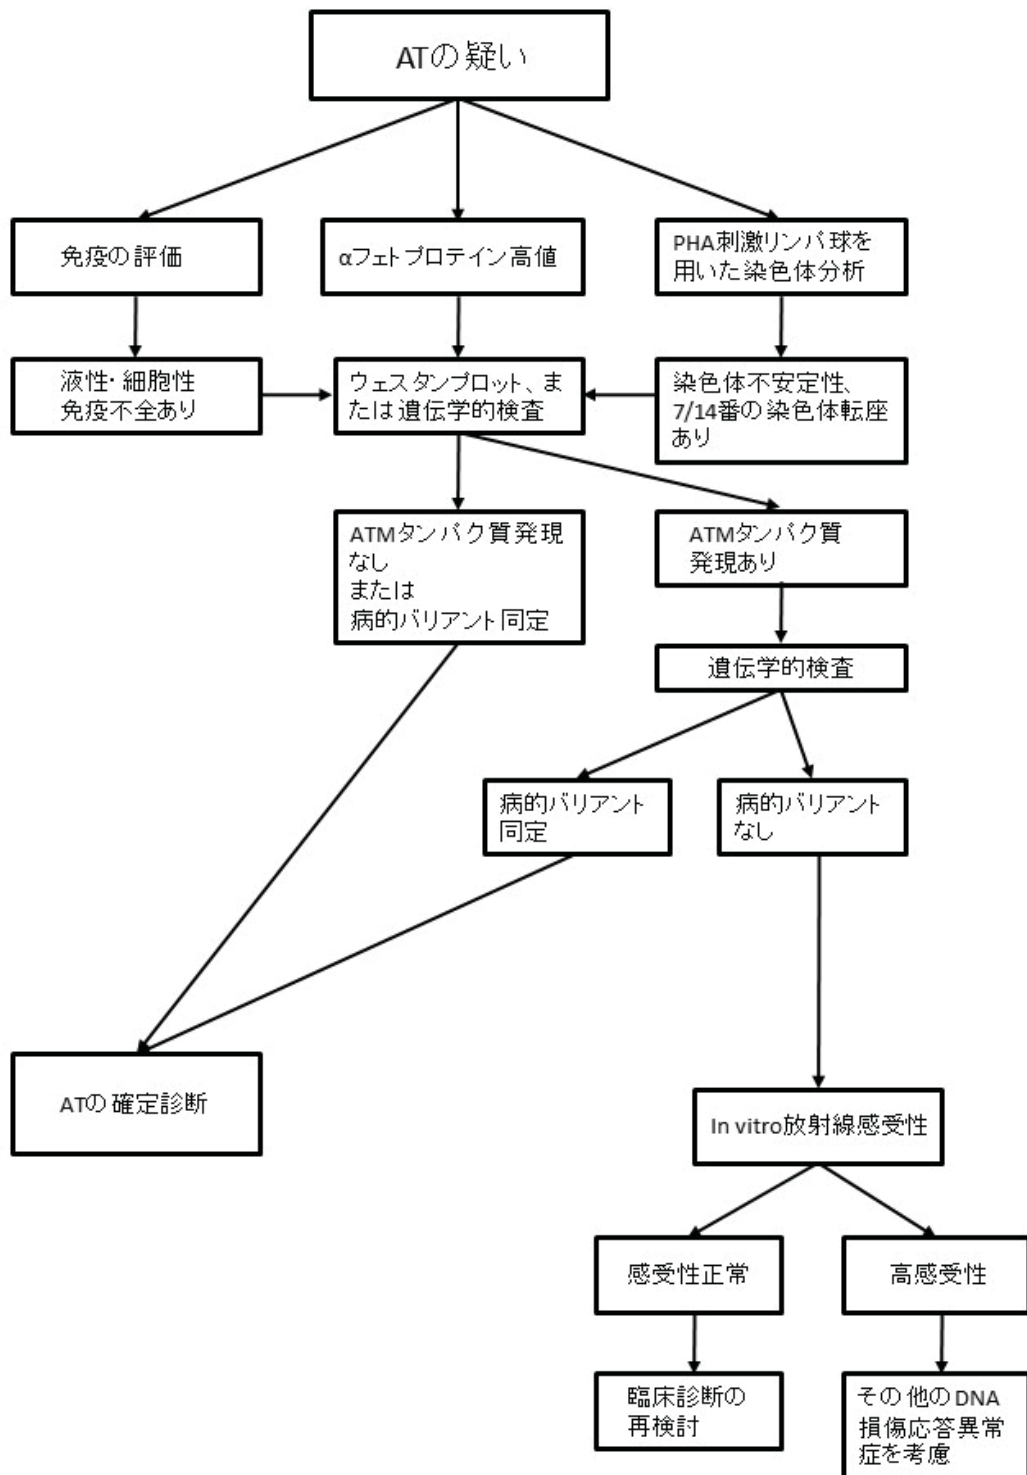 ATの疑い
免疫の評価
αフェトプロテイン高値
PHA刺激リンパ球を
用いた染色体分析
液性・細胞性
免疫不全あり
ウェスタンブロット、ま
たは遺伝学的検査
染色体不安定性、
7/14番の染色体転座
あり
ATMタンパク質発現
なし
または
病的バリアント同定
ATMタンパク質
発現あり
遺伝学的検査
病的バリアント
同定
病的バリアント
なし
ATの確定診断
In vitro放射線感受性
感受性正常
高感受性
臨床診断の
再検討
その他のDNA
損傷応答異常
症を考慮